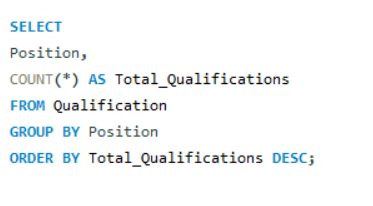 SELECT
Position,
COUNT(*) AS Total_Qualifications
FROM Qualification
GROUP BY Position
ORDER BY Total_Qualifications DESC;